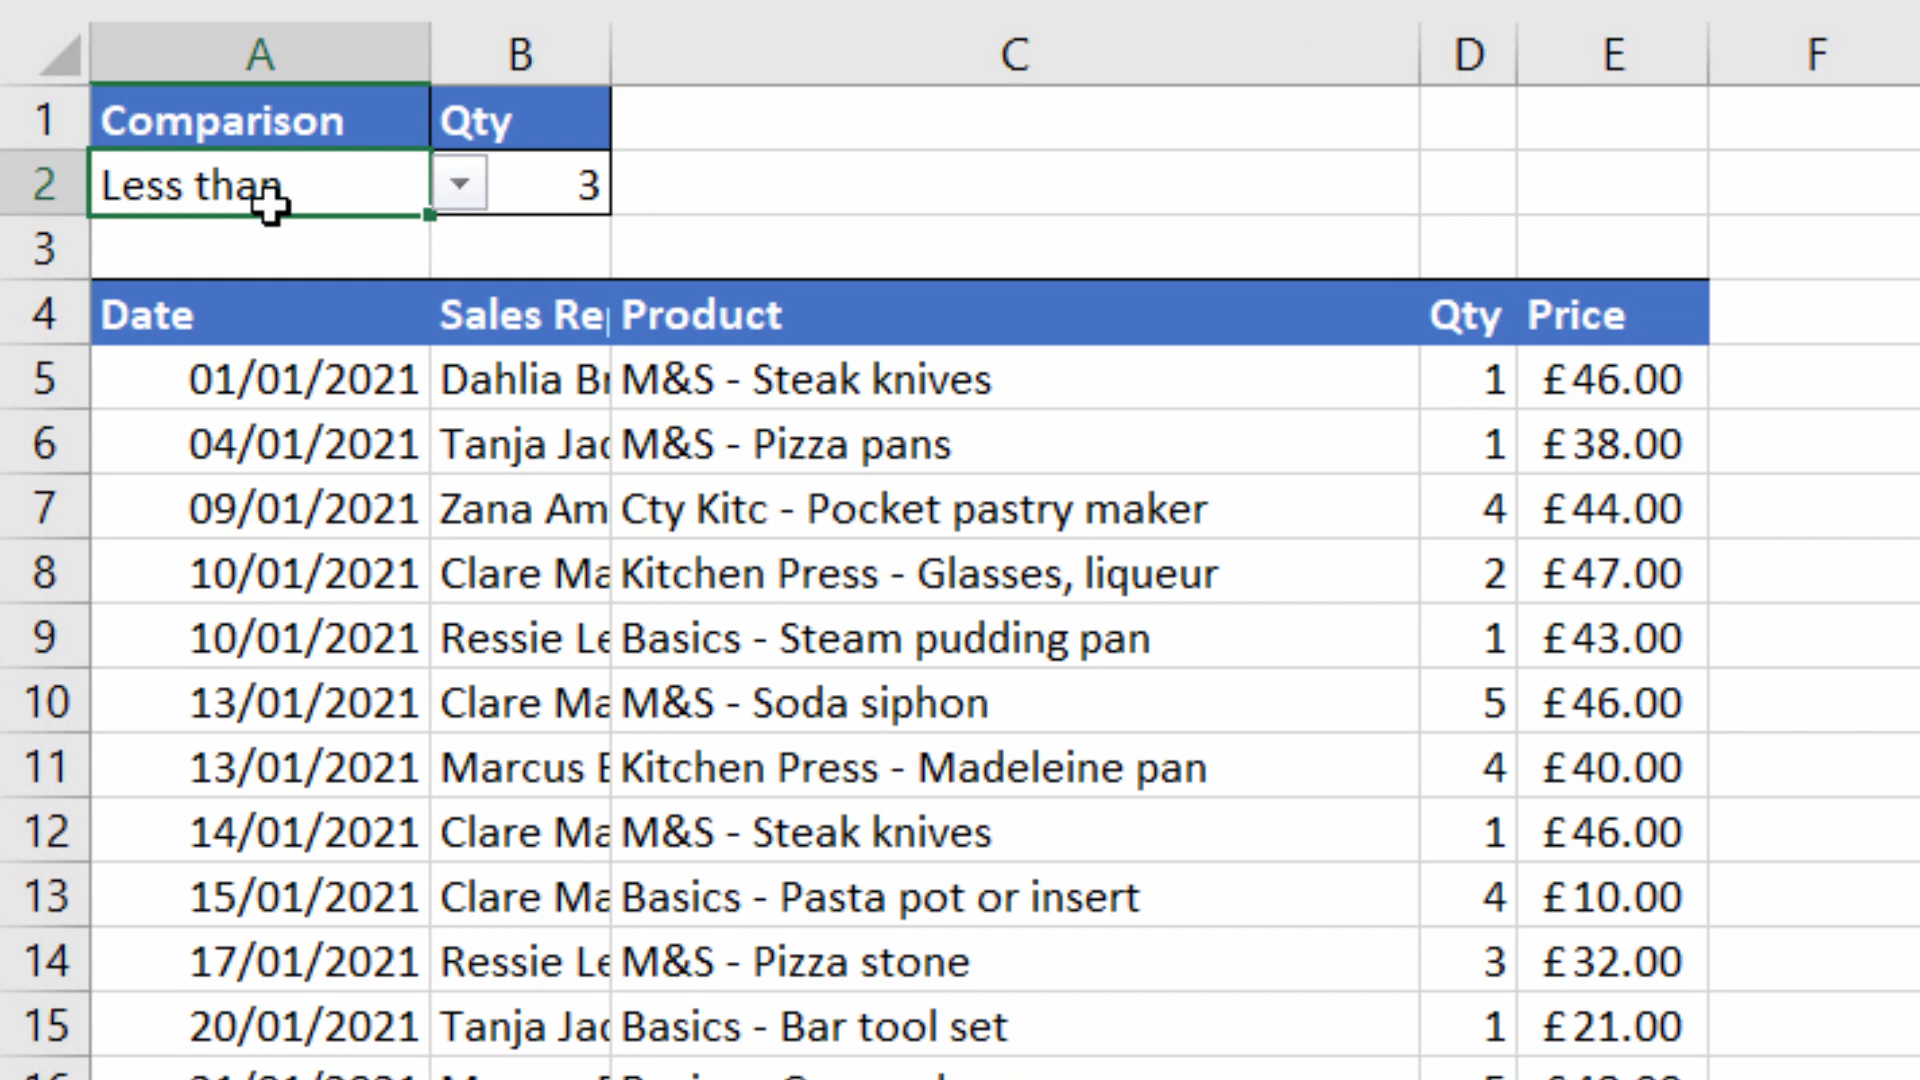 A B C D E F
1 Comparison Qty
2 Less than 3
3
4 Date Sales Re Product Qty Price
5 01/01/2021 Dahlia B M&S - Steak knives 1 £46.00
6 04/01/2021 Tanja Ja M&S - Pizza pans 1 £38.00
7 09/01/2021 Zana Am Cty Kitc - Pocket pastry maker 4 £44.00
8 10/01/2021 Clare Ma Kitchen Press - Glasses, liqueur 2 £47.00
9 10/01/2021 Ressie Le Basics - Steam pudding pan 1 £43.00
10 13/01/2021 Clare Ma M&S - Soda siphon 5 £46.00
11 13/01/2021 Marcus Kitchen Press - Madeleine pan 4 £40.00
12 14/01/2021 Clare Ma M&S - Steak knives 1 £46.00
13 15/01/2021 Clare Ma Basics - Pasta pot or insert 4 £10.00
14 17/01/2021 Ressie Le M&S - Pizza stone 3 £32.00
15 20/01/2021 Tanja Ja Basics - Bar tool set 1 £21.00